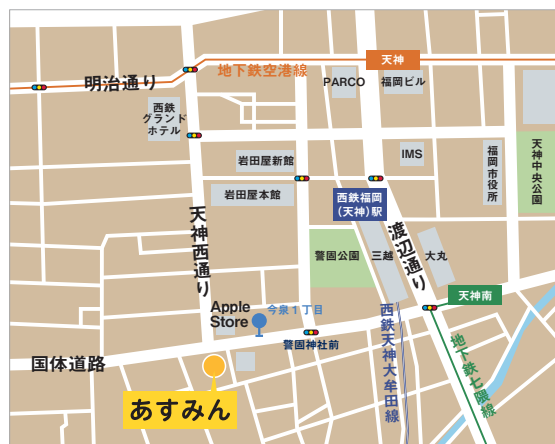 天神
地下鉄空港線
明治通り
PARCO
福岡ビル
西鉄
グランド
ホテル
岩田屋新館
IMS
福岡市役所
天神中央公園
岩田屋本館
西鉄福岡
(天神)駅
天神西通り
渡辺通り
警固公園
三越
大丸
天神南
Apple
Store
今泉1丁目
西鉄天神大牟田線
警固神社前
地下鉄七隈線
国体道路
あすみん